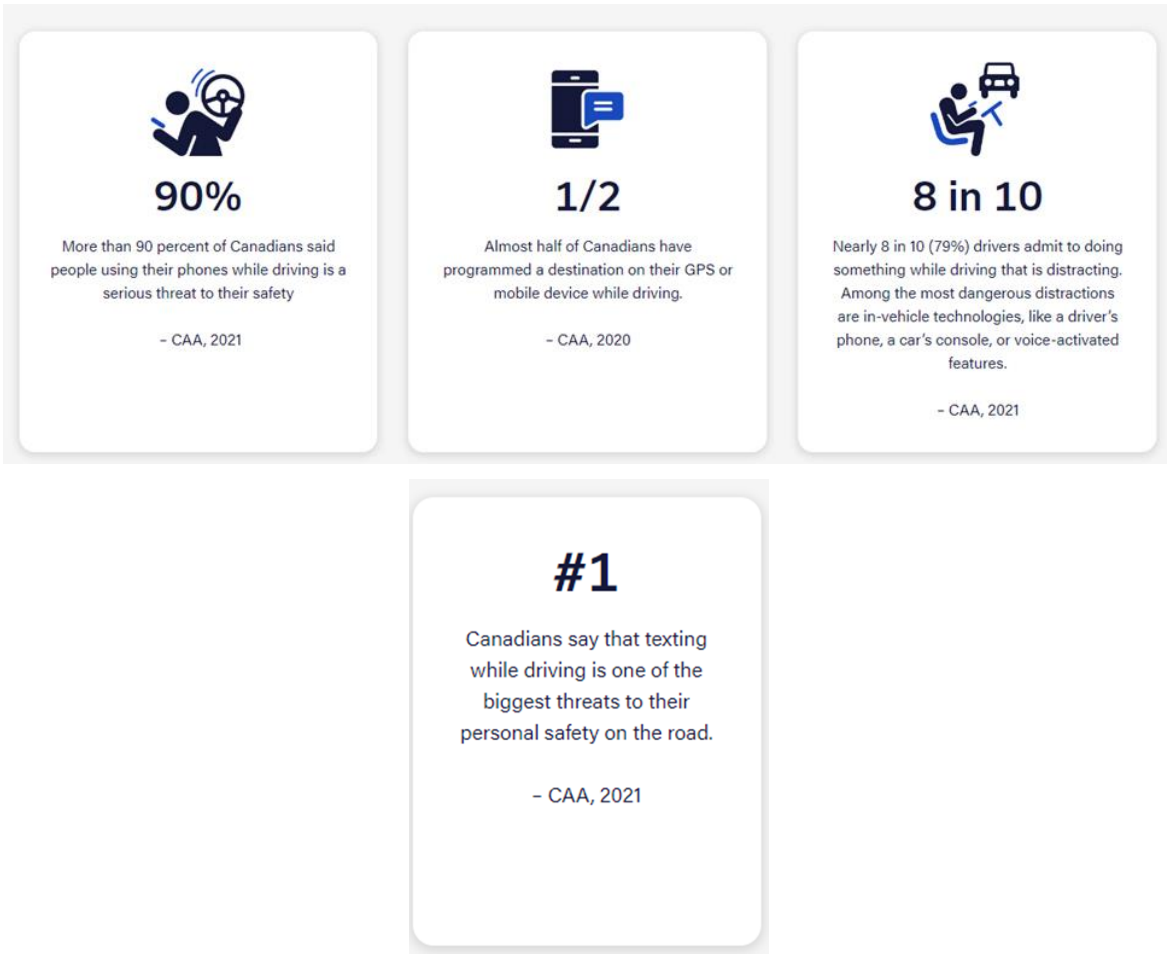 90%
More than 90 percent of Canadians said
people using their phones while driving is a
serious threat to their safety
– CAA, 2021
1/2
Almost half of Canadians have
programmed a destination on their GPS or
mobile device while driving.
– CAA, 2020
8 in 10
Nearly 8 in 10 (79%) drivers admit to doing
something while driving that is distracting.
Among the most dangerous distractions
are in-vehicle technologies, like a driver’s
phone, a car’s console, or voice-activated
features.
– CAA, 2021
#1
Canadians say that texting
while driving is one of the
biggest threats to their
personal safety on the road.
– CAA, 2021